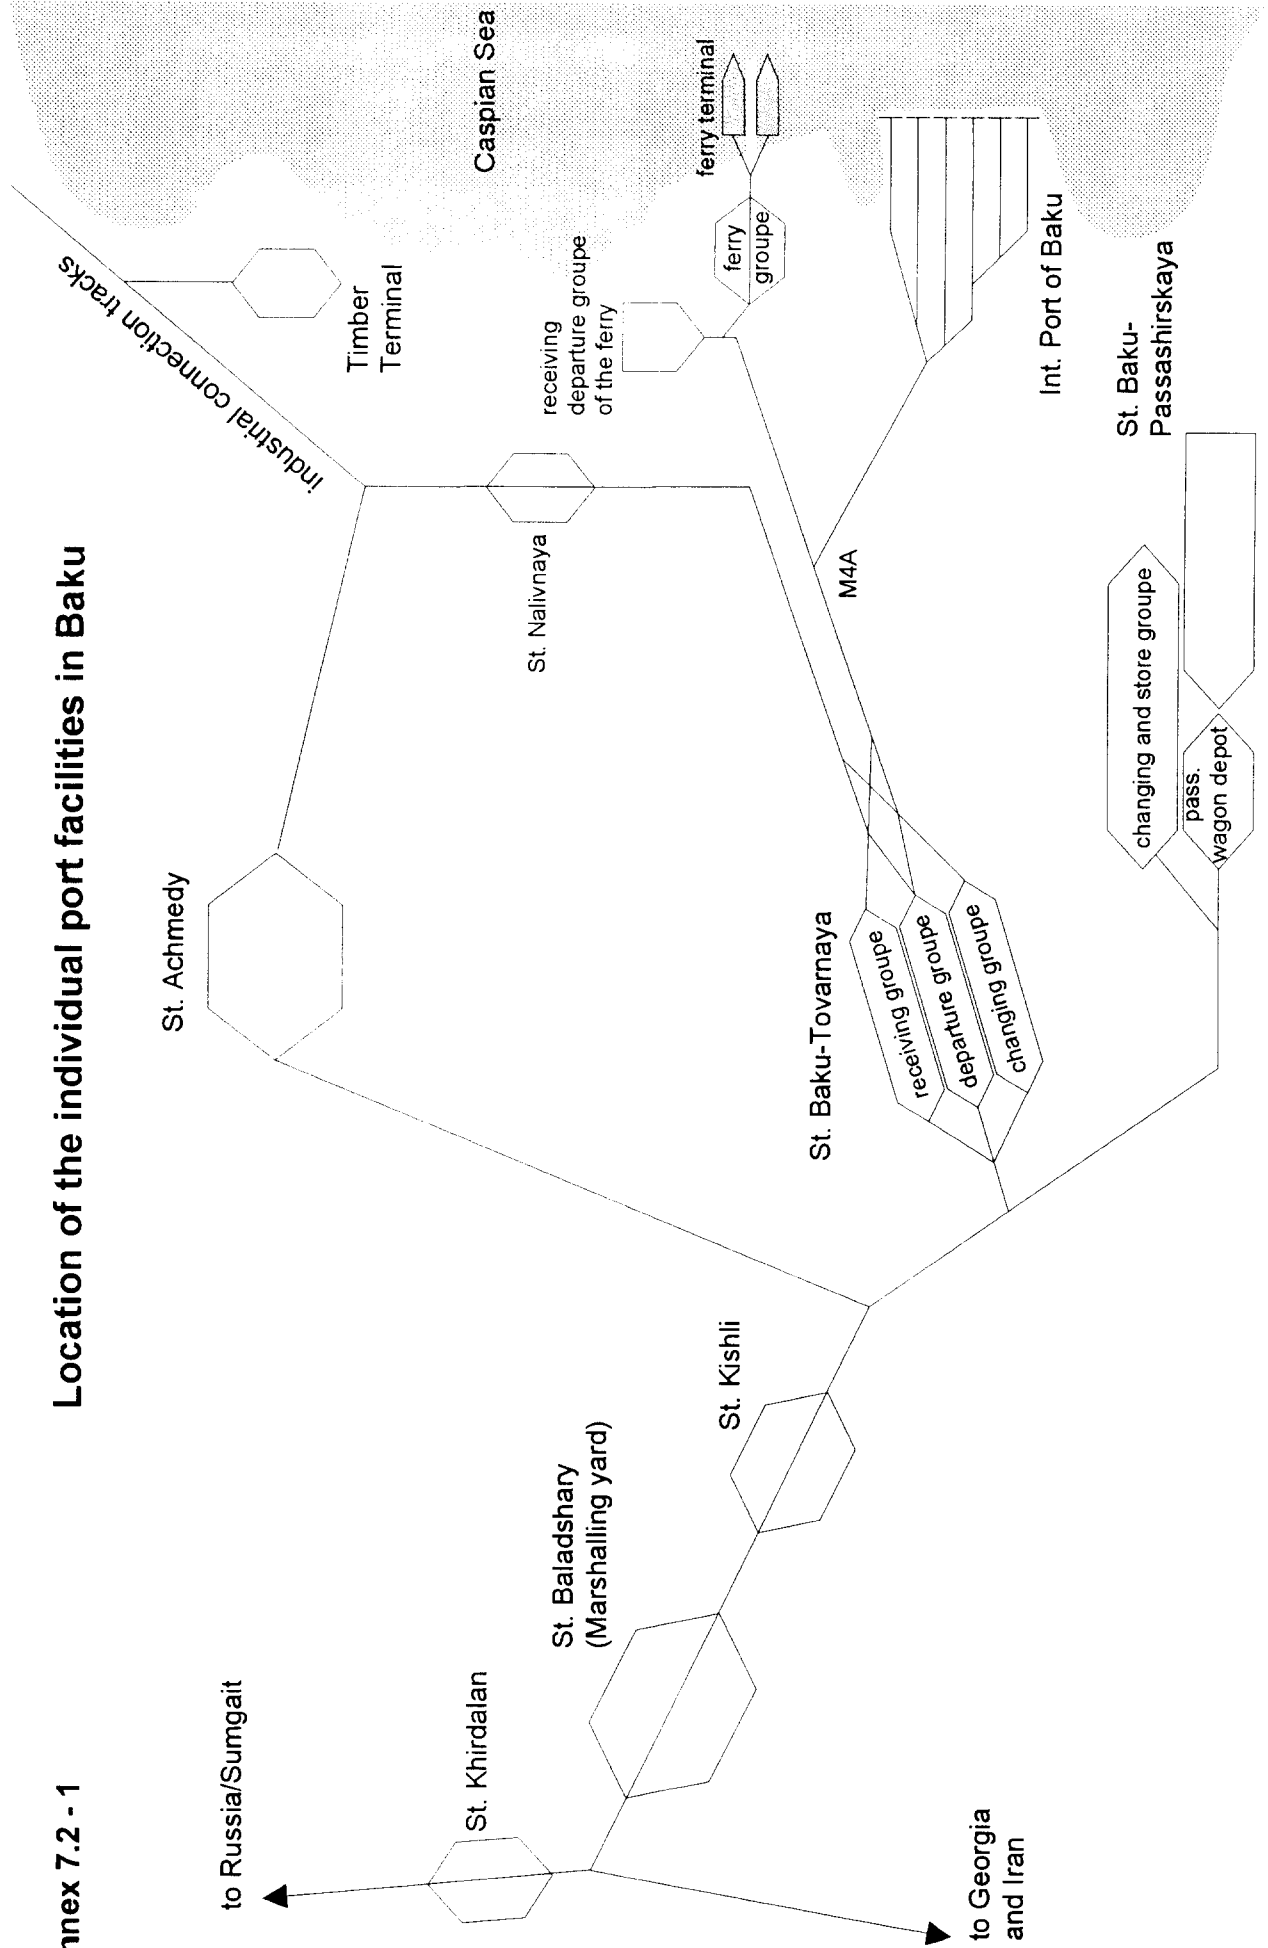 nnex 7.2 - 1
Location of the individual port facilities in Baku
to Russia/Sumgait
St. Khirdalan
to Georgia
and Iran
St. Baladshary
(Marshalling yard)
St. Kishli
St. Achmedy
St. Baku-Tovarnaya
receiving groupe
departure groupe
changing groupe
St. Nalivnaya
M4A
industrial connection tracks
Timber
Terminal
receiving
departure groupe
of the ferry
ferry
groupe
ferry terminal
Caspian Sea
Int. Port of Baku
St. Baku-
Passashirskaya
changing and store groupe
pass.
wagon depot